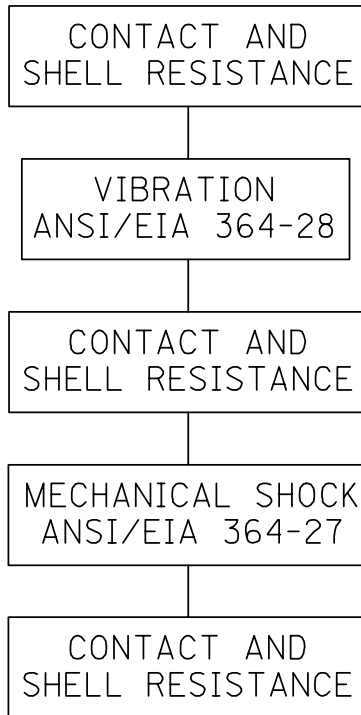 CONTACT AND
SHELL RESISTANCE
VIBRATION
ANSI/EIA 364-28
CONTACT AND
SHELL RESISTANCE
MECHANICAL SHOCK
ANSI/EIA 364-27
CONTACT AND
SHELL RESISTANCE